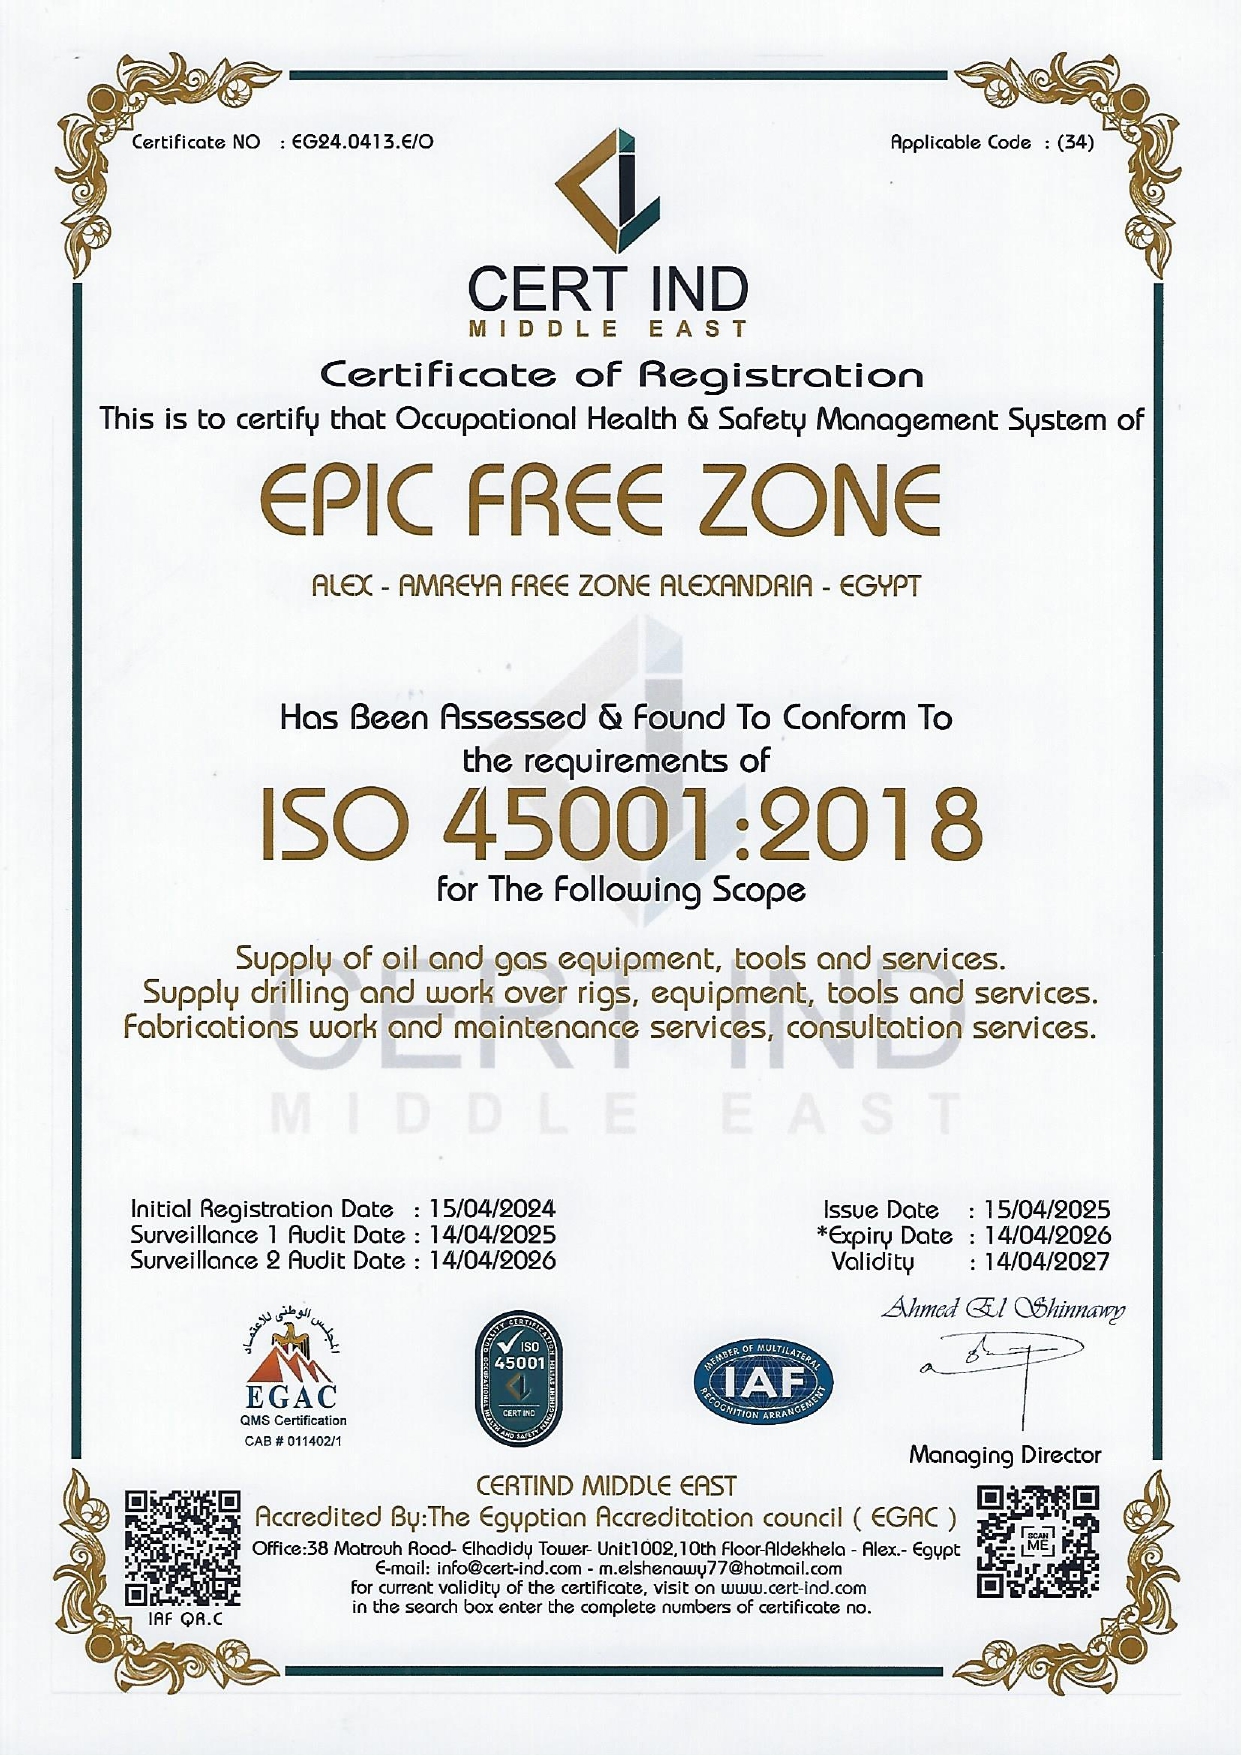 Certificate NO : EG24.0413.E/O
Applicable Code : (34)
CERT IND
MIDDLE EAST
Certificate of Registration
This is to certify that Occupational Health & Safety Management System of
EPIC FREE ZONE
ALEX - AMREYA FREE ZONE ALEXANDRIA - EGYPT
Has Been Assessed & Found To Conform To
the requirements of
ISO 45001:2018
for The Following Scope
Supply of oil and gas equipment, tools and services.
Supply drilling and work over rigs, equipment, tools and services.
Fabrications work and maintenance services, consultation services.
CERT IND
MIDDLE EAST
Initial Registration Date : 15/04/2024
Surveillance 1 Audit Date : 14/04/2025
Surveillance 2 Audit Date : 14/04/2026
Issue Date : 15/04/2025
*Expiry Date : 14/04/2026
Validity : 14/04/2027
Ahmed El Shinnawy
Managing Director
المجلس الوطنى للاعتماد
EGAC
QMS Certification
CAB # 011402/1
QUALITY CERTIFICATION
ISO
45001
CERT IND
OCCUPATIONAL HEALTH AND SAFETY MANAGEMENT SYSTEM
MEMBER OF MULTILATERAL
IAF
RECOGNITION ARRANGEMENT
CERTIND MIDDLE EAST
Accredited By:The Egyptian Accreditation council ( EGAC )
Office:38 Matrouh Road- Elhadidy Tower- Unit1002,10th Floor-Aldekhela - Alex.- Egypt
E-mail: info@cert-ind.com - m.elshenawy77@hotmail.com
for current validity of the certificate, visit on www.cert-ind.com
in the search box enter the complete numbers of certificate no.
IAF QR.C
SCAN
ME